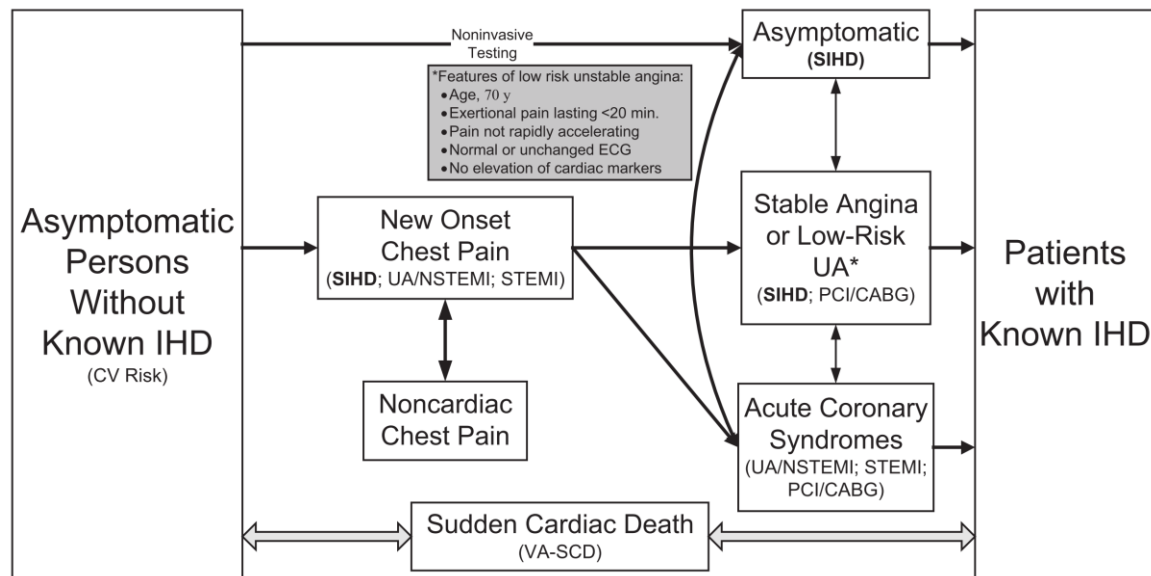 Asymptomatic
Persons
Without
Known IHD
(CV Risk)
Noninvasive
Testing
*Features of low risk unstable angina:
•Age, 70 y
•Exertional pain lasting <20 min.
•Pain not rapidly accelerating
•Normal or unchanged ECG
•No elevation of cardiac markers
New Onset
Chest Pain
(SIHD; UA/NSTEMI; STEMI)
Noncardiac
Chest Pain
Asymptomatic
(SIHD)
Stable Angina
or Low-Risk
UA*
(SIHD; PCI/CABG)
Acute Coronary
Syndromes
(UA/NSTEMI; STEMI;
PCI/CABG)
Sudden Cardiac Death
(VA-SCD)
Patients
with
Known IHD